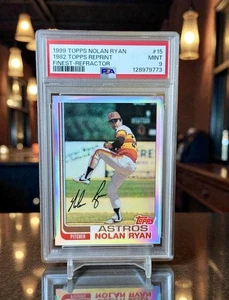 1999 TOPPS NOLAN RYAN #15
1982 TOPPS REPRINT MINT
FINEST-REFRACTOR 9
PSA 128979773
Topps
ASTROS
PITCHER NOLAN RYAN